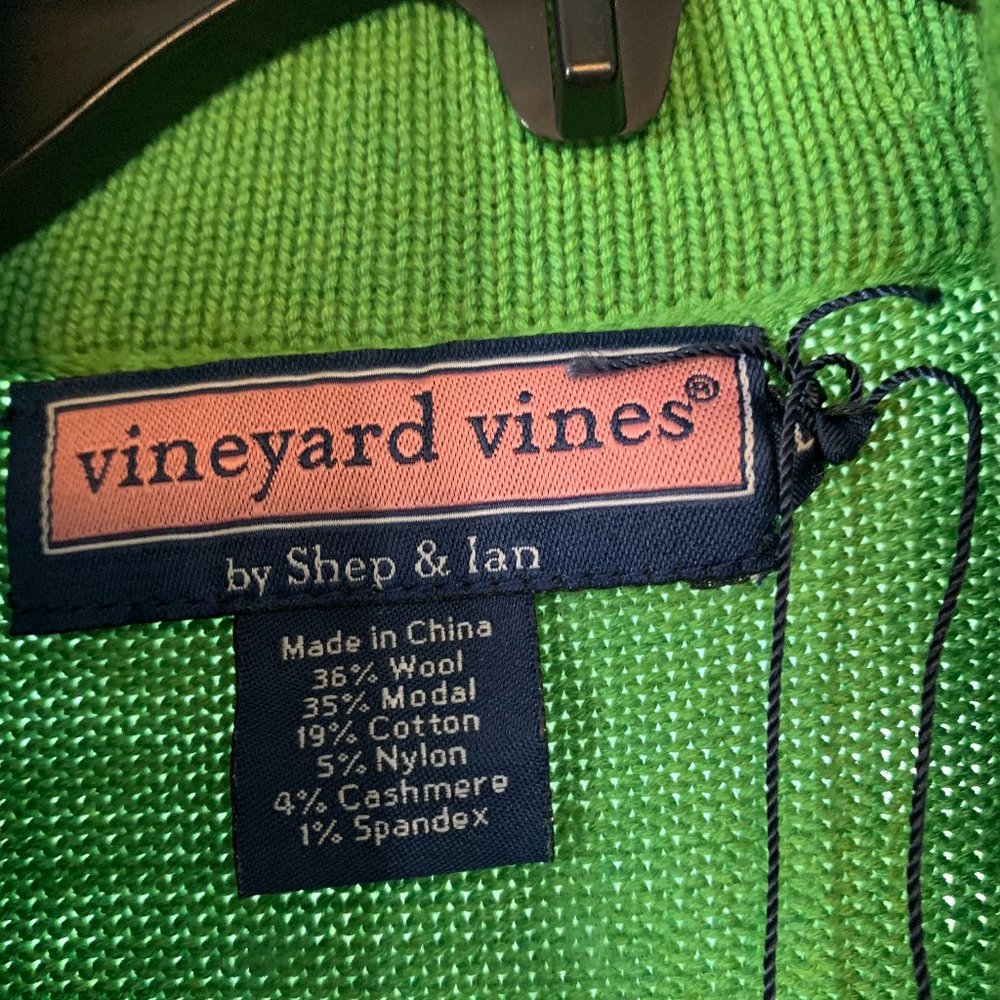 vineyard vines®
by Shep & Ian
Made in China
36% Wool
35% Modal
19% Cotton
5% Nylon
4% Cashmere
1% Spandex